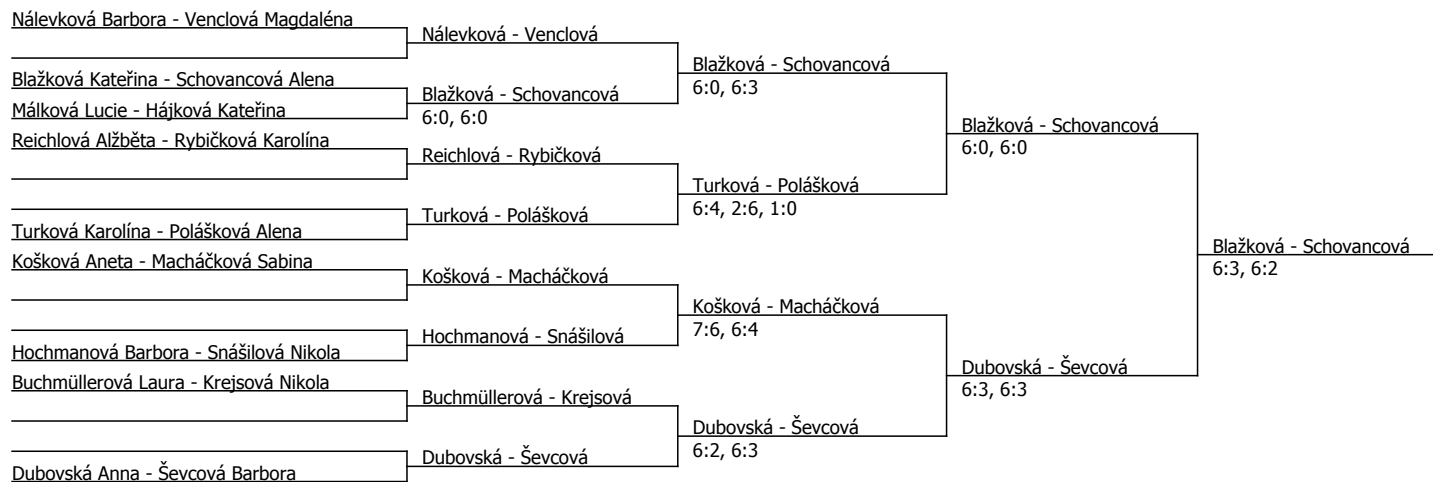 Nálevková Barbora - Venclová Magdaléna
Blažková Kateřina - Schovancová Alena
Málková Lucie - Hájková Kateřina
Reichlová Alžběta - Rybičková Karolína
Turková Karolína - Polášková Alena
Košková Aneta - Macháčková Sabina
Hochmanová Barbora - Snášilová Nikola
Buchmüllerová Laura - Krejsová Nikola
Dubovská Anna - Ševcová Barbora
Nálevková - Venclová
Blažková - Schovancová
6:0, 6:0
Reichlová - Rybičková
Turková - Polášková
Košková - Macháčková
Hochmanová - Snášilová
Buchmüllerová - Krejsová
Dubovská - Ševcová
Blažková - Schovancová
6:0, 6:3
Turková - Polášková
6:4, 2:6, 1:0
Košková - Macháčková
7:6, 6:4
Dubovská - Ševcová
6:2, 6:3
Blažková - Schovancová
6:0, 6:0
Dubovská - Ševcová
6:3, 6:3
Blažková - Schovancová
6:3, 6:2